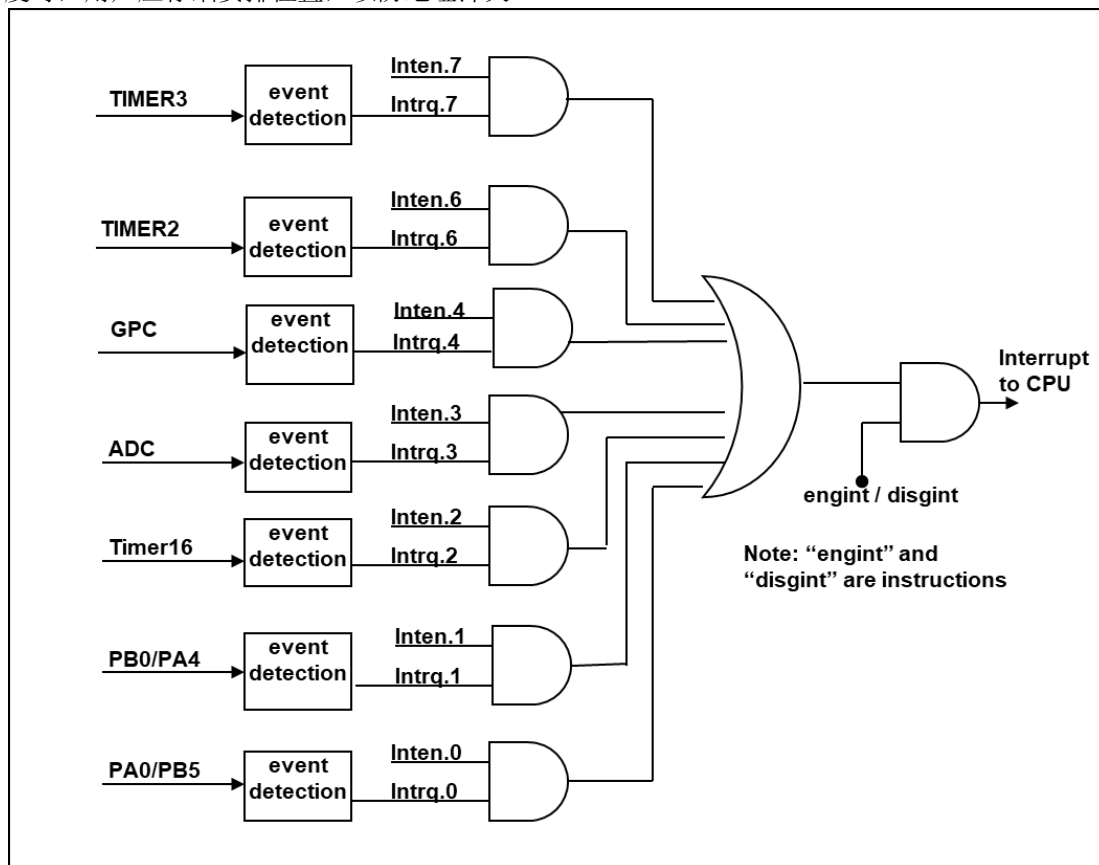 Inten.7
TIMER3
event
detection
Intrq.7
Inten.6
TIMER2
event
detection
Intrq.6
Inten.4
GPC
event
detection
Intrq.4
Inten.3
ADC
event
detection
Intrq.3
Inten.2
Timer16
event
detection
Intrq.2
Inten.1
PB0/PA4
event
detection
Intrq.1
Inten.0
PA0/PB5
event
detection
Intrq.0
Interrupt
to CPU
engint / disgint
Note: “engint” and
“disgint” are instructions